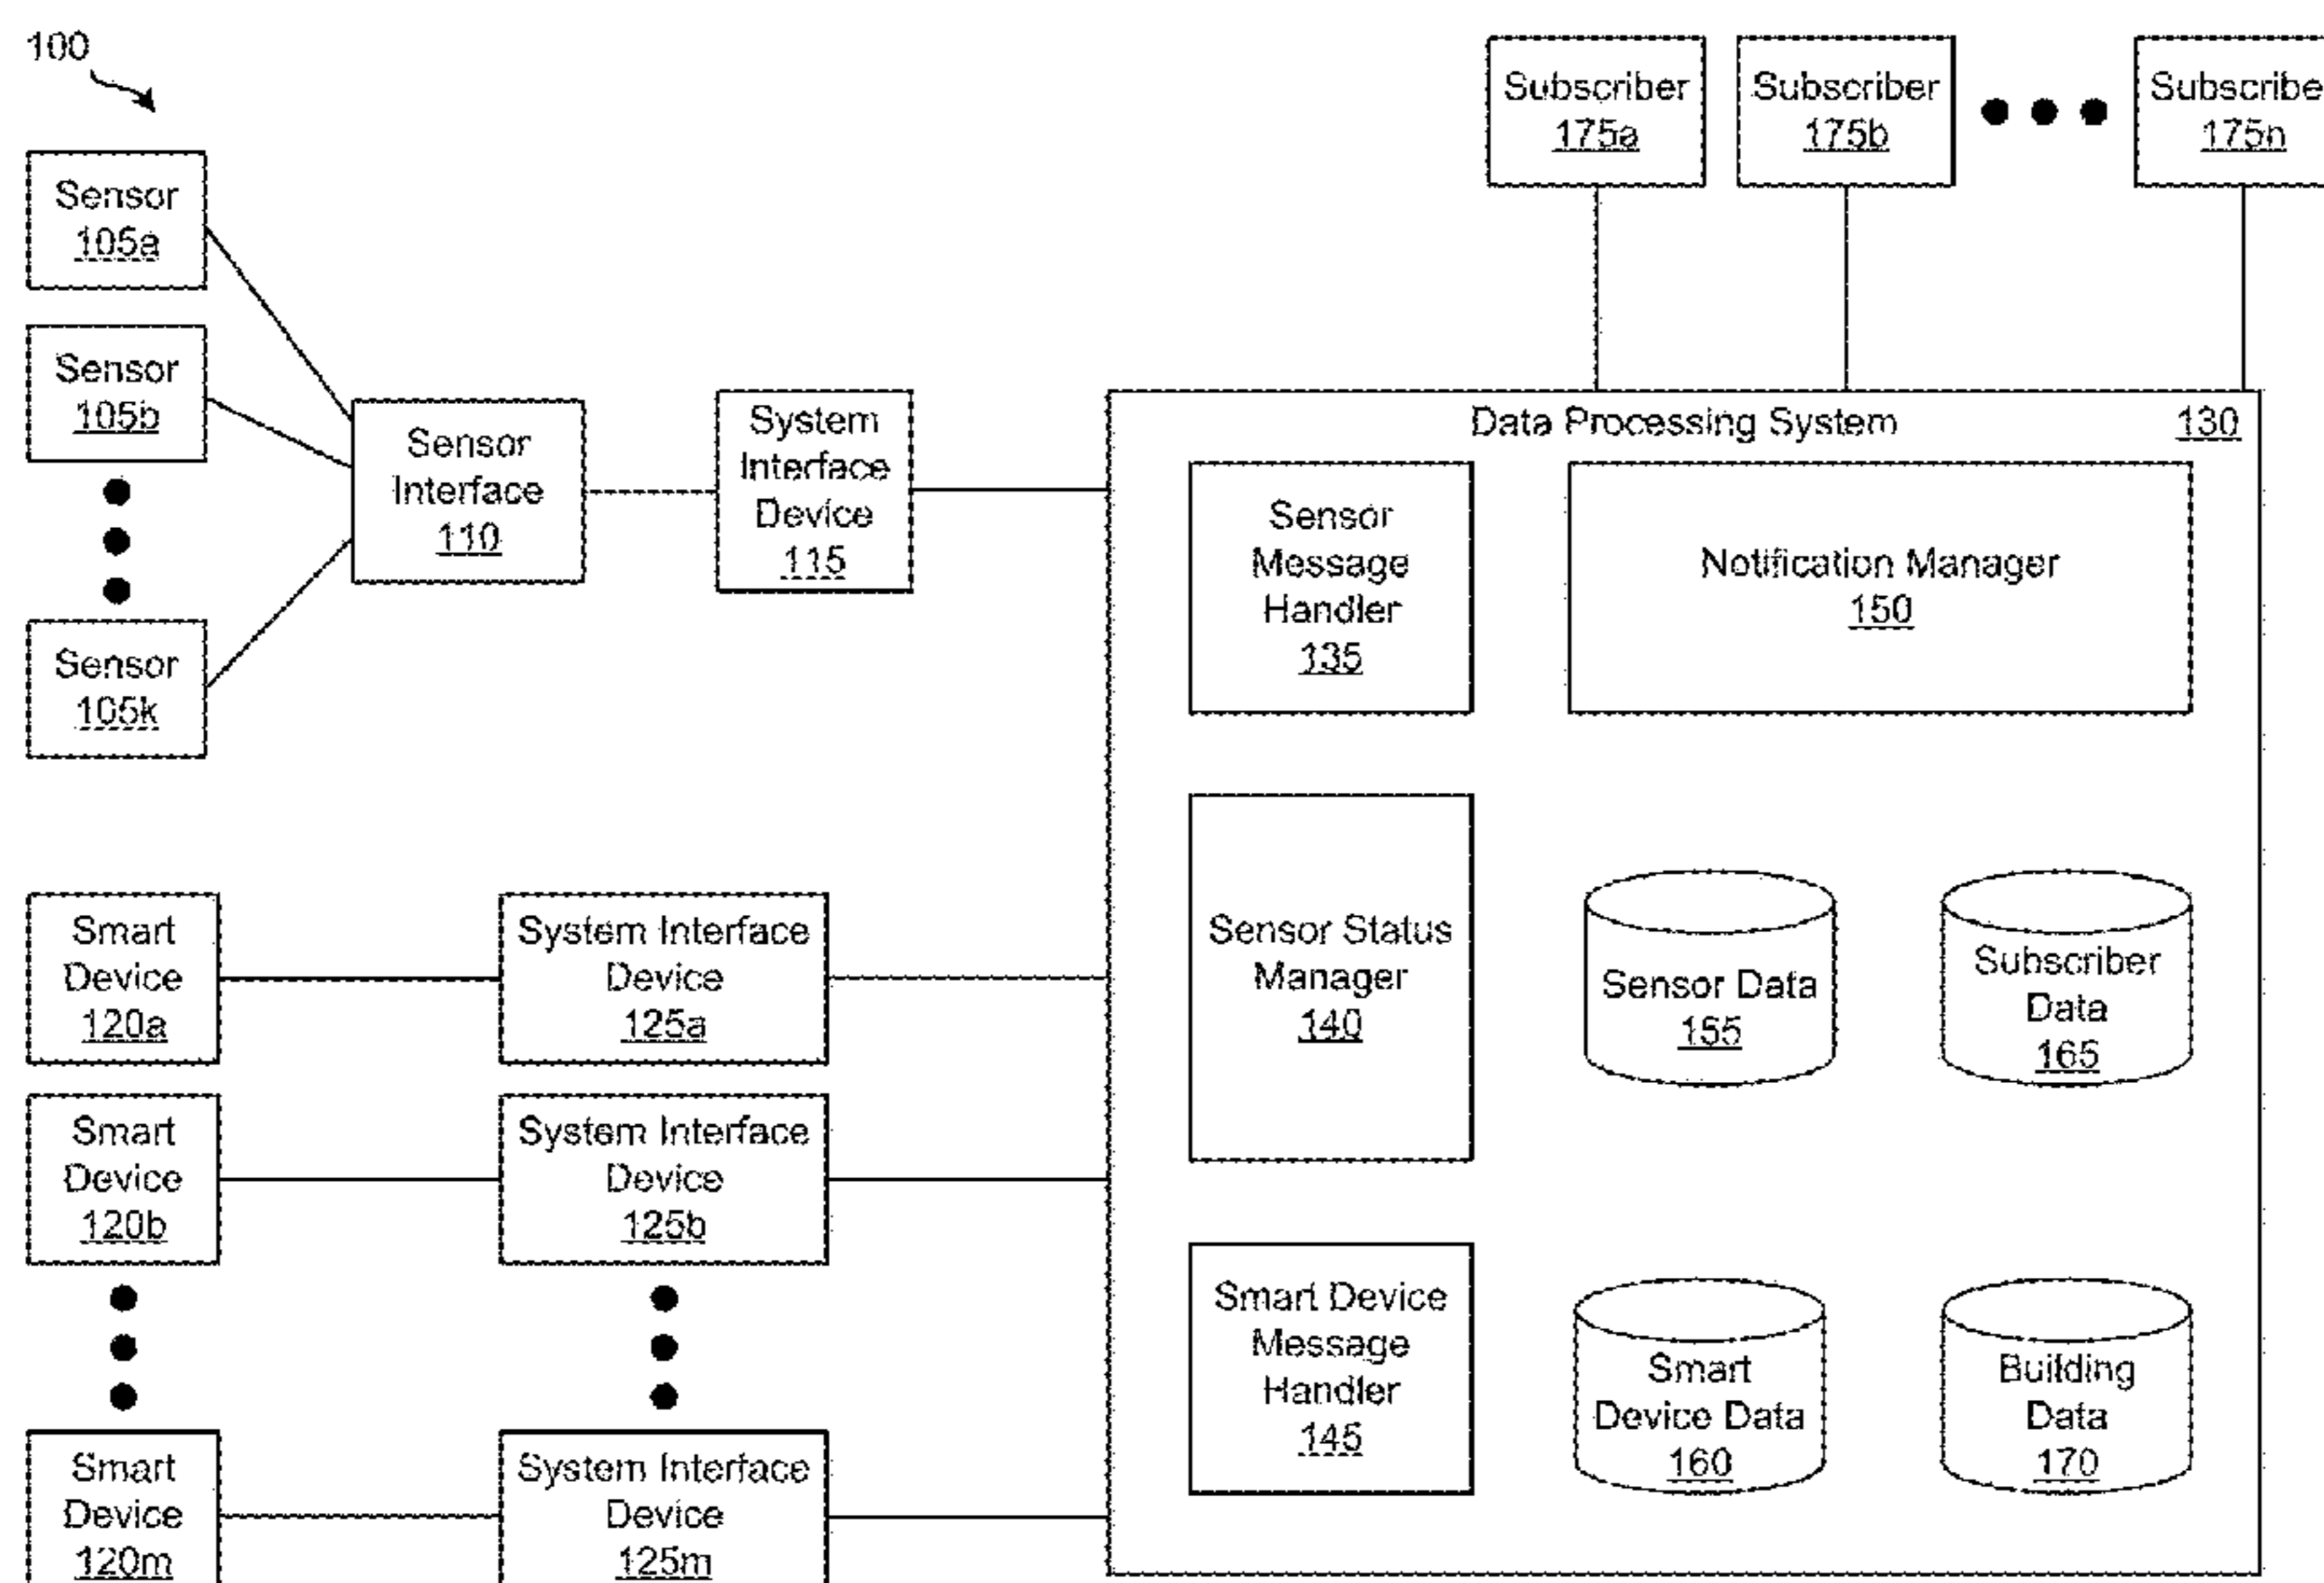 100
Sensor
105a
Sensor
105b
Sensor
105k
Sensor
Interface
110
System
Interface
Device
115
Subscriber
175a
Subscriber
175b
Subscribe
175n
Data Processing System
130
Sensor
Message
Handler
135
Notification Manager
150
Sensor Status
Manager
140
Sensor Data
155
Subscriber
Data
165
Smart Device
Message
Handler
145
Smart
Device Data
160
Building
Data
170
Smart
Device
120a
System Interface
Device
125a
Smart
Device
120b
System Interface
Device
125b
Smart
Device
120m
System Interface
Device
125m